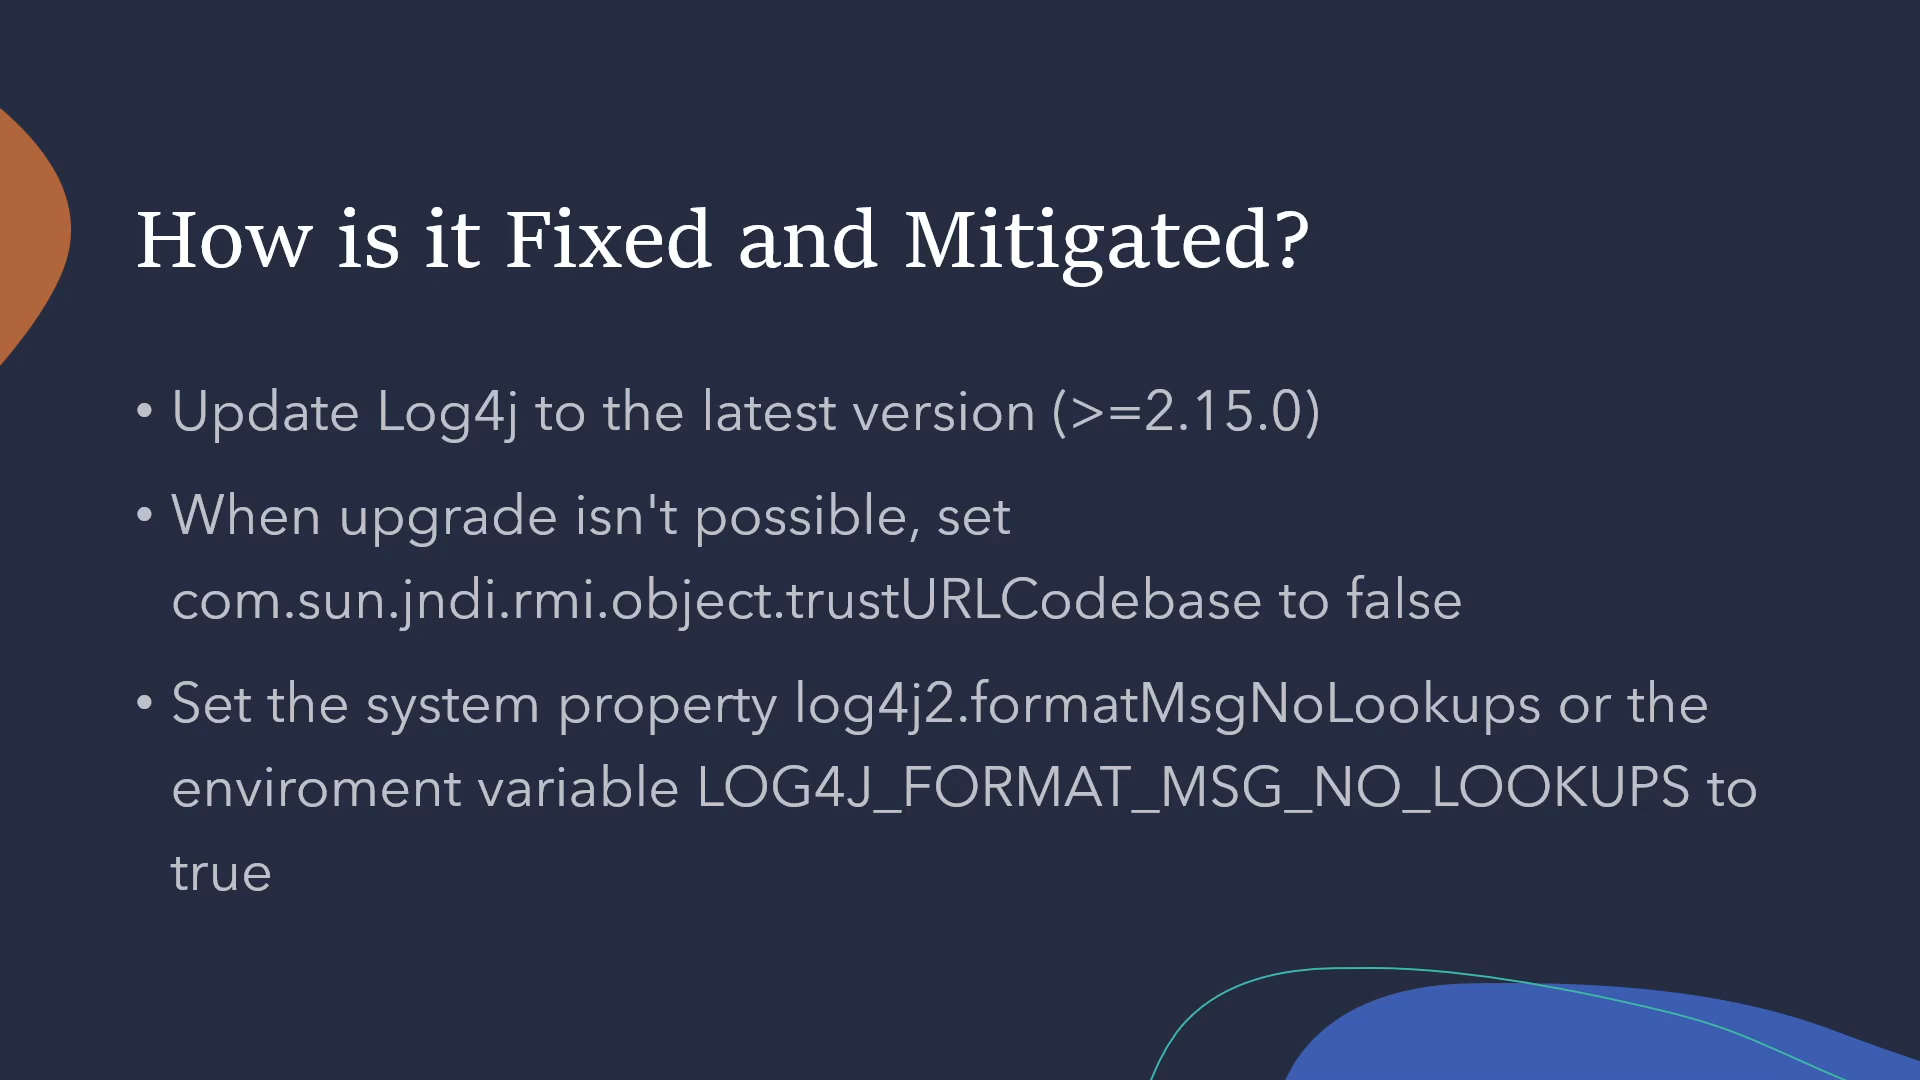 How is it Fixed and Mitigated?
• Update Log4j to the latest version (>=2.15.0)
• When upgrade isn't possible, set
com.sun.jndi.rmi.object.trustURLCodebase to false
• Set the system property log4j2.formatMsgNoLookups or the
enviroment variable LOG4J_FORMAT_MSG_NO_LOOKUPS to
true